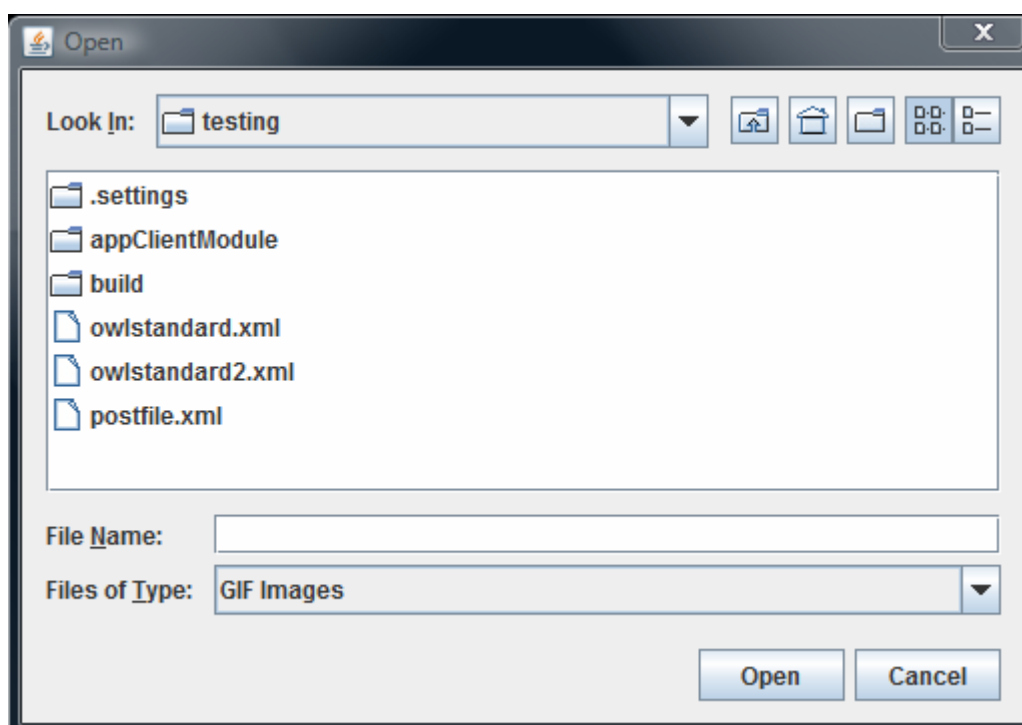 Open
Look In: testing
.settings
appClientModule
build
owlstandard.xml
owlstandard2.xml
postfile.xml
File Name:
Files of Type: GIF Images
Open Cancel